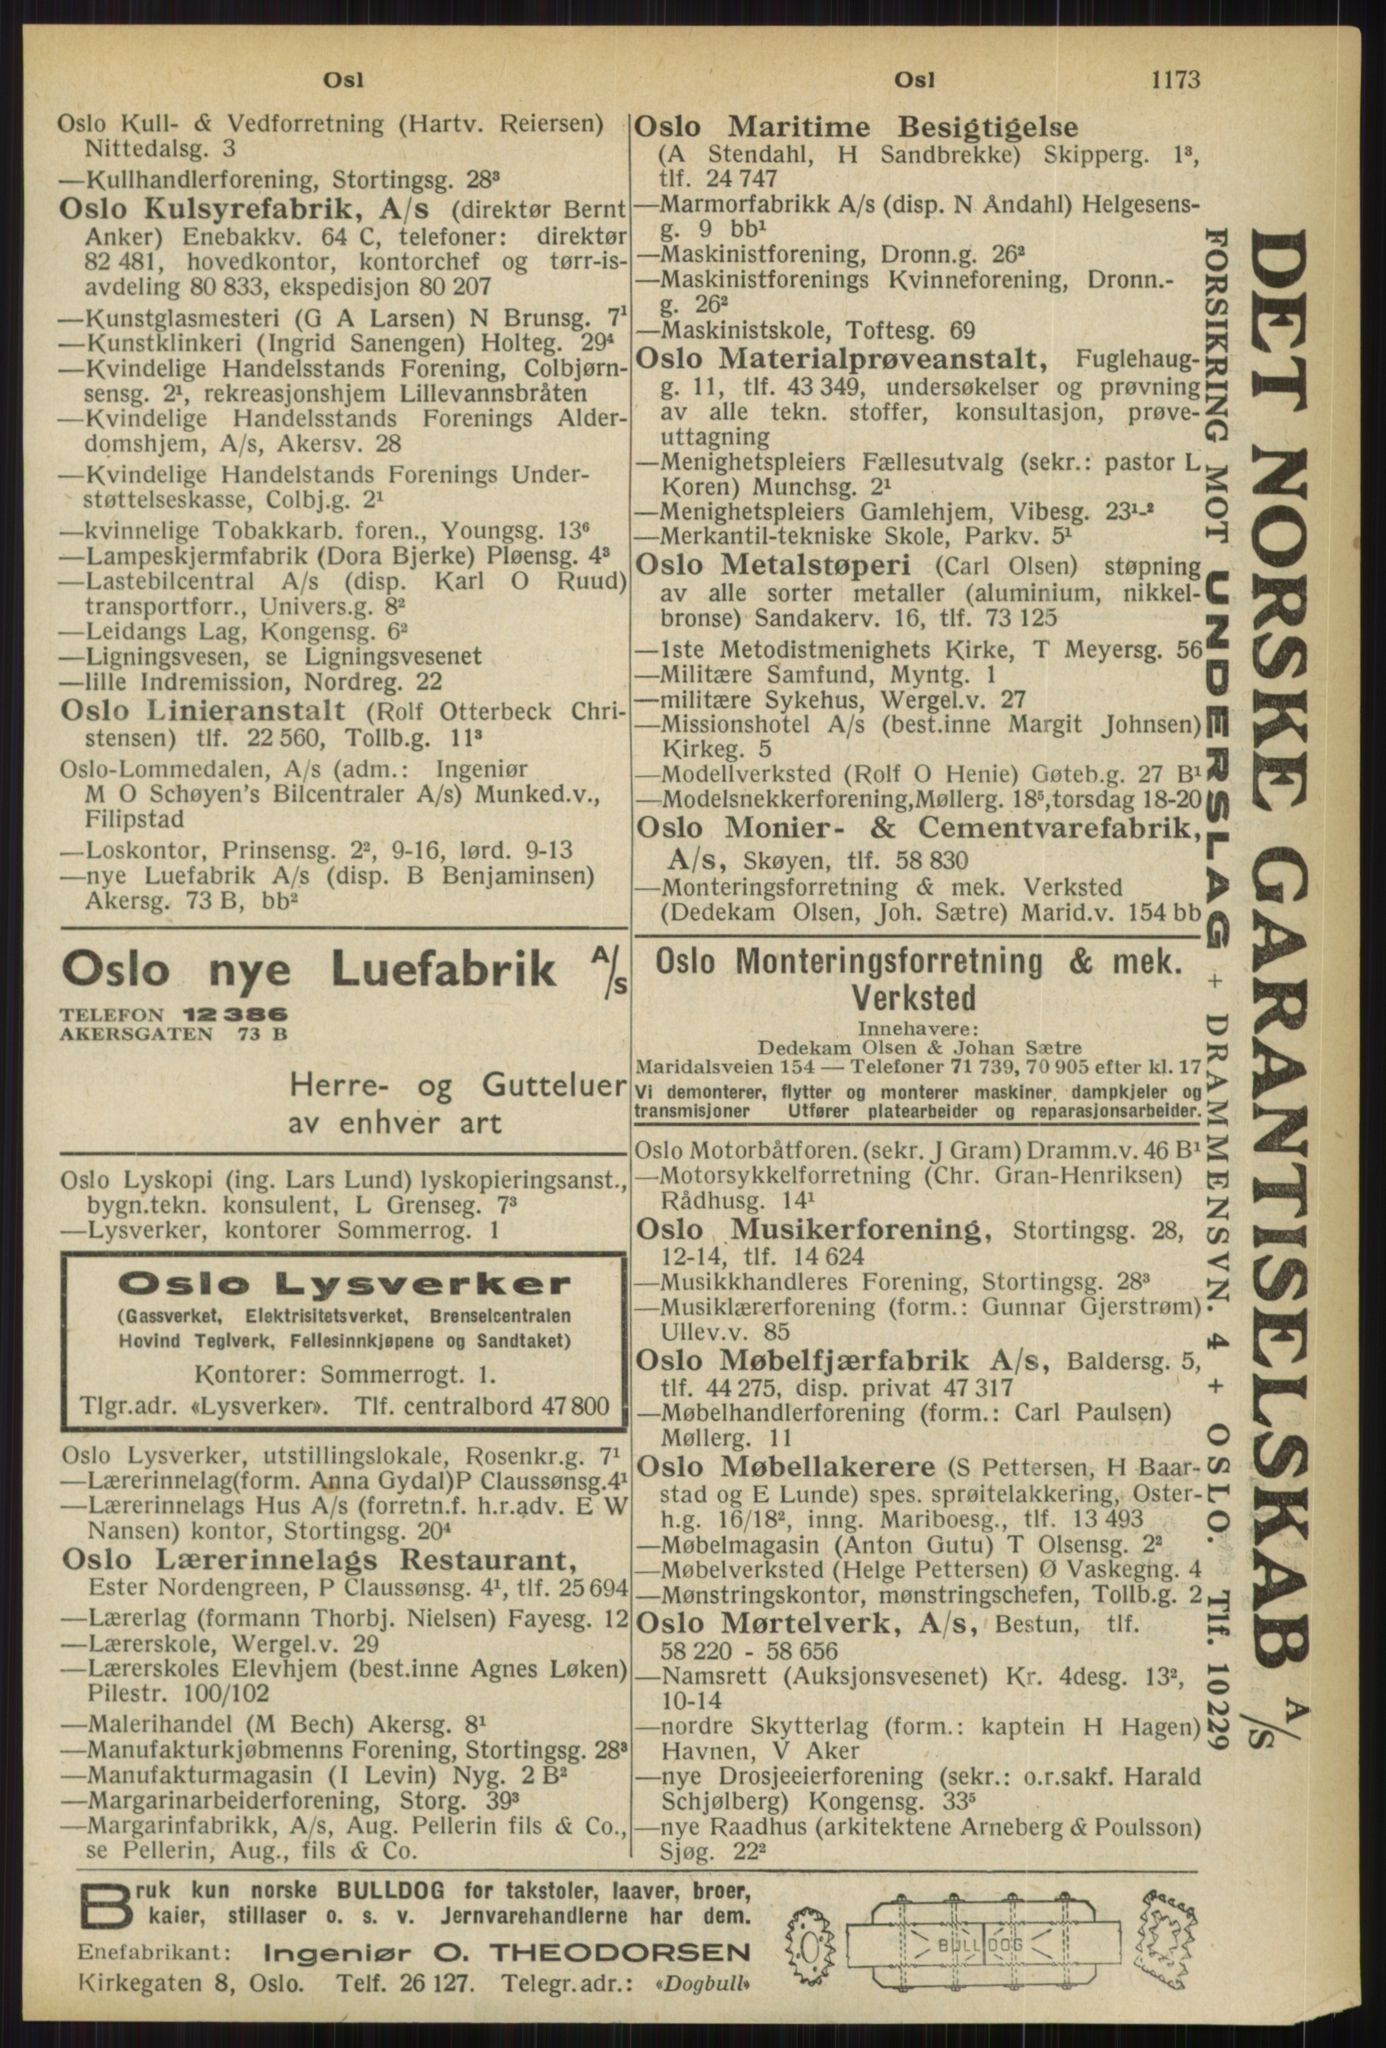 Osl
Osl 1173
Oslo Kull- & Vedforretning (Hartv. Reiersen)
Nittedalsg. 3
—Kullhandlerforening, Stortingsg. 28³
Oslo Kulsyrefabrik, A/s (direktør Bernt
Anker) Enebakkv. 64 C, telefoner: direktør
82 481, hovedkontor, kontorchef og tørr-is-
avdeling 80 833, ekspedisjon 80 207
—Kunstglasmesteri (G A Larsen) N Brunsg. 7¹
—Kunstklinkeri (Ingrid Sanengen) Holteg. 29⁴
—Kvindelige Handelsstands Forening, Colbjørn-
sensg. 2¹, rekreasjonshjem Lillevannsbråten
—Kvindelige Handelsstands Forenings Alder-
domshjem, A/s, Akersv. 28
—Kvindelige Handelstands Forenings Under-
støttelseskasse, Colbj.g. 2¹
—kvinnelige Tobakkarb. foren., Youngsg. 13⁶
—Lampeskjermfabrik (Dora Bjerke) Pløensg. 4³
—Lastebilcentral A/s (disp. Karl O Ruud)
transportforr., Univers.g. 8²
—Leidangs Lag, Kongensg. 6²
—Ligningsvesen, se Ligningsvesenet
—lille Indremission, Nordreg. 22
Oslo Linieranstalt (Rolf Otterbeck Chri-
stensen) tlf. 22 560, Tollb.g. 11³
Oslo-Lommedalen, A/s (adm.: Ingeniør
M O Schøyen's Bilcentraler A/s) Munked.v.,
Filipstad
—Loskontor, Prinsensg. 2², 9-16, lørd. 9-13
—nye Luefabrik A/s (disp. B Benjaminsen)
Akersg. 73 B, bb²
Oslo nye Luefabrik A/s
TELEFON 12 386
AKERSGATEN 73 B
Herre- og Gutteluer
av enhver art
Oslo Lyskopi (ing. Lars Lund) lyskopieringsanst.,
bygn.tekn. konsulent, L Grenseg. 7³
—Lysverker, kontorer Sommerrog. 1
Oslo Lysverker
(Gassverket, Elektrisitetsverket, Brenselcentralen
Hovind Teglverk, Fellesinnkjøpene og Sandtaket)
Kontorer: Sommerrogt. 1.
Tlgr.adr. «Lysverker». Tlf. centralbord 47 800
Oslo Lysverker, utstillingslokale, Rosenkr.g. 7¹
—Lærerinnelag(form. Anna Gydal)P Claussønsg.4¹
—Lærerinnelags Hus A/s (forretn.f. h.r.adv. E W
Nansen) kontor, Stortingsg. 20⁴
Oslo Lærerinnelags Restaurant,
Ester Nordengreen, P Claussønsg. 4¹, tlf. 25 694
—Lærerlag (formann Thorbj. Nielsen) Fayesg. 12
—Lærerskole, Wergel.v. 29
—Lærerskoles Elevhjem (best.inne Agnes Løken)
Pilestr. 100/102
—Malerihandel (M Bech) Akersg. 8¹
—Manufakturkjøbmenns Forening, Stortingsg. 28³
—Manufakturmagasin (I Levin) Nyg. 2 B²
—Margarinarbeiderforening, Storg. 39³
—Margarinfabrikk, A/s, Aug. Pellerin fils & Co.,
se Pellerin, Aug., fils & Co.
Oslo Maritime Besigtigelse
(A Stendahl, H Sandbrekke) Skipperg. 1³,
tlf. 24 747
—Marmorfabrikk A/s (disp. N Åndahl) Helgesens-
g. 9 bb¹
—Maskinistforening, Dronn.g. 26²
—Maskinistforenings Kvinneforening, Dronn.-
g. 26²
—Maskinistskole, Toftesg. 69
Oslo Materialprøveanstalt, Fuglehaug-
g. 11, tlf. 43 349, undersøkelser og prøvning
av alle tekn. stoffer, konsultasjon, prøve-
uttagning
—Menighetspleiers Fællesutvalg (sekr.: pastor L
Koren) Munchsg. 2¹
—Menighetspleiers Gamlehjem, Vibesg. 23¹-²
—Merkantil-tekniske Skole, Parkv. 5¹
Oslo Metalstøperi (Carl Olsen) støpning
av alle sorter metaller (aluminium, nikkel-
bronse) Sandakerv. 16, tlf. 73 125
—1ste Metodistmenighets Kirke, T Meyersg. 56
—Militære Samfund, Myntg. 1
—militære Sykehus, Wergel.v. 27
—Missionshotel A/s (best.inne Margit Johnsen)
Kirkeg. 5
—Modellverksted (Rolf O Henie) Gøteb.g. 27 B¹
—Modelsnekkerforening,Møllerg. 18⁵,torsdag 18-20
Oslo Monier- & Cementvarefabrik,
A/s, Skøyen, tlf. 58 830
—Monteringsforretning & mek. Verksted
(Dedekam Olsen, Joh. Sætre) Marid.v. 154 bb
Oslo Monteringsforretning & mek.
Verksted
Innehavere:
Dedekam Olsen & Johan Sætre
Maridalsveien 154 — Telefoner 71 739, 70 905 efter kl. 17
Vi demonterer, flytter og monterer maskiner, dampkjeler og
transmisjoner Utfører platearbeider og reparasjonsarbeider.
Oslo Motorbåtforen. (sekr. J Gram) Dramm.v. 46 B¹
—Motorsykkelforretning (Chr. Gran-Henriksen)
Rådhusg. 14¹
Oslo Musikerforening, Stortingsg. 28,
12-14, tlf. 14 624
—Musikkhandleres Forening, Stortingsg. 28³
—Musiklærerforening (form.: Gunnar Gjerstrøm)
Ullev.v. 85
Oslo Møbelfjærfabrik A/s, Baldersg. 5,
tlf. 44 275, disp. privat 47 317
—Møbelhandlerforening (form.: Carl Paulsen)
Møllerg. 11
Oslo Møbellakerere (S Pettersen, H Baar-
stad og E Lunde) spes. sprøitelakkering, Oster-
h.g. 16/18², inng. Mariboesg., tlf. 13 493
—Møbelmagasin (Anton Gutu) T Olsensg. 2²
—Møbelverksted (Helge Pettersen) Ø Vaskegng. 4
—Mønstringskontor, mønstringschefen, Tollb.g. 2
Oslo Mørtelverk, A/s, Bestun, tlf.
58 220 - 58 656
—Namsrett (Auksjonsvesenet) Kr. 4desg. 13²,
10-14
—nordre Skytterlag (form.: kaptein H Hagen)
Havnen, V Aker
—nye Drosjeeierforening (sekr.: o.r.sakf. Harald
Schjølberg) Kongensg. 33⁵
—nye Raadhus (arkitektene Arneberg & Poulsson)
Sjøg. 22²
FORSIKRING MOT UNDERSLAG + DRAMMENSVN. 4 + OSLO. Tlf. 10 229
DET NORSKE GARANTISELSKAB A/S
Bruk kun norske BULLDOG for takstoler, laaver, broer,
kaier, stillaser o. s. v. Jernvarehandlerne har dem.
Enefabrikant: Ingeniør O. THEODORSEN
Kirkegaten 8, Oslo. Telf. 26 127. Telegr.adr.: «Dogbull»
BULLDOG